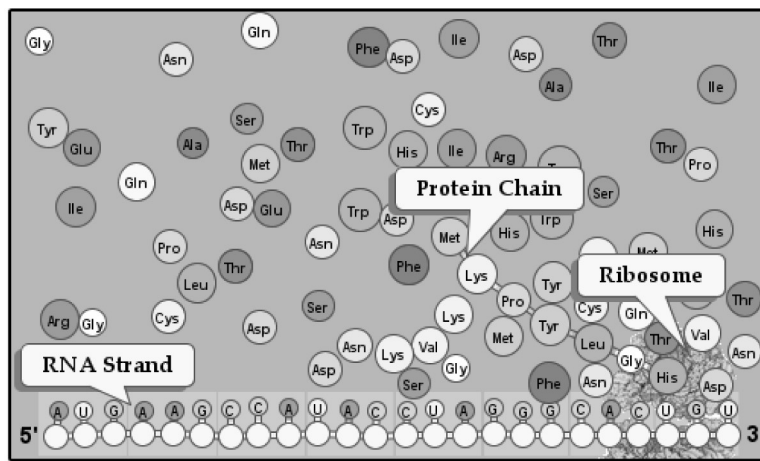 Gly Asn Gln Phe Asp Ile Asp Thr
Ala Ile
Tyr Glu Ala Ser Thr Met Trp Cys
His Ile Arg Thr Pro
Gln Ile Asp Glu Trp Asp Ser
Protein Chain
Met His Trp His
Pro Asn Thr Leu Phe Lys Met
Ribosome
Arg Gly Cys Asp Ser Lys Pro Tyr Cys Gln Thr
Asn Lys Val Met Tyr Leu Thr Val Asn
RNA Strand
Asp Ser Gly Phe Asn Gly His Asp
A U G A A G C C A U A C C U A G G G C A C U G U
5' 3